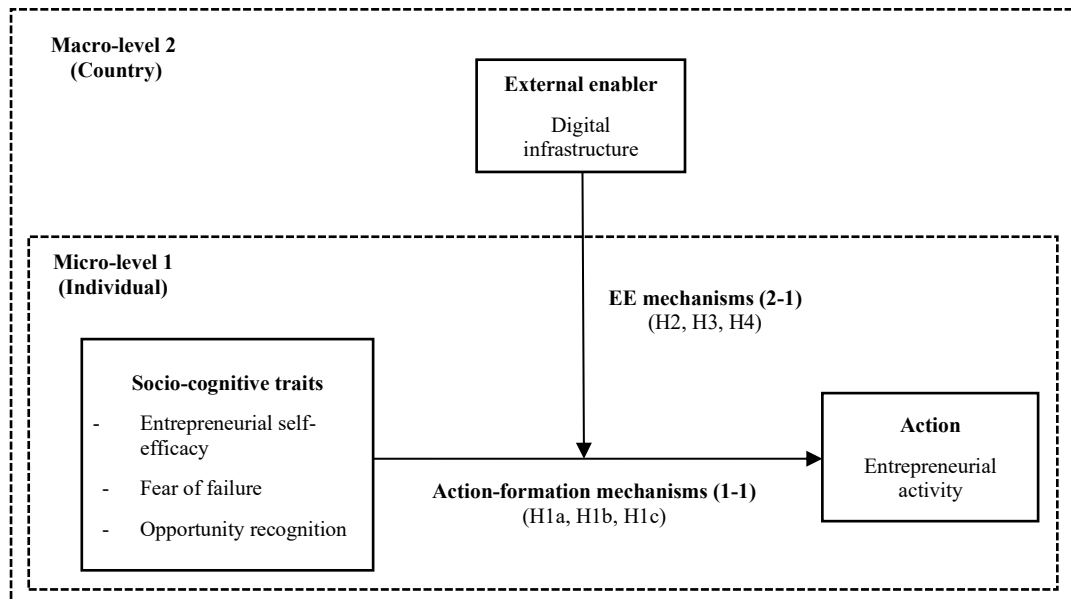 Macro-level 2
(Country)
External enabler
Digital
infrastructure
Micro-level 1
(Individual)
EE mechanisms (2-1)
(H2, H3, H4)
Socio-cognitive traits
- Entrepreneurial self-
efficacy
- Fear of failure
- Opportunity recognition
Action-formation mechanisms (1-1)
(H1a, H1b, H1c)
Action
Entrepreneurial
activity